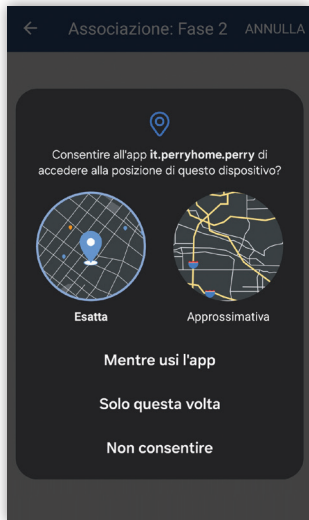 Associazione: Fase 2 ANNULLA
Consentire all'app it.perryhome.perry di
accedere alla posizione di questo dispositivo?
Esatta Approssimativa
Mentre usi l'app
Solo questa volta
Non consentire